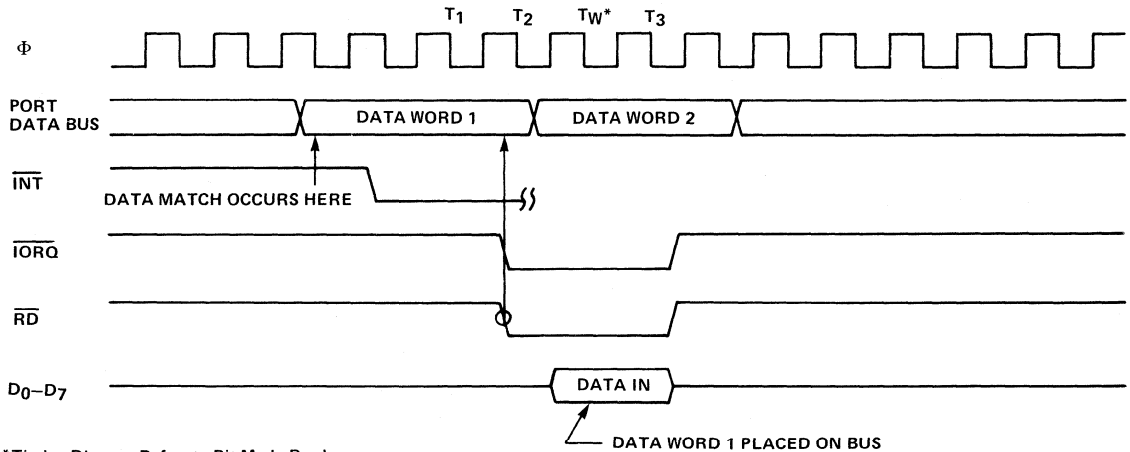 T1 T2 TW* T3
Φ
PORT
DATA BUS
DATA WORD 1 DATA WORD 2
INT
DATA MATCH OCCURS HERE
IORQ
RD
D0–D7
DATA IN
DATA WORD 1 PLACED ON BUS